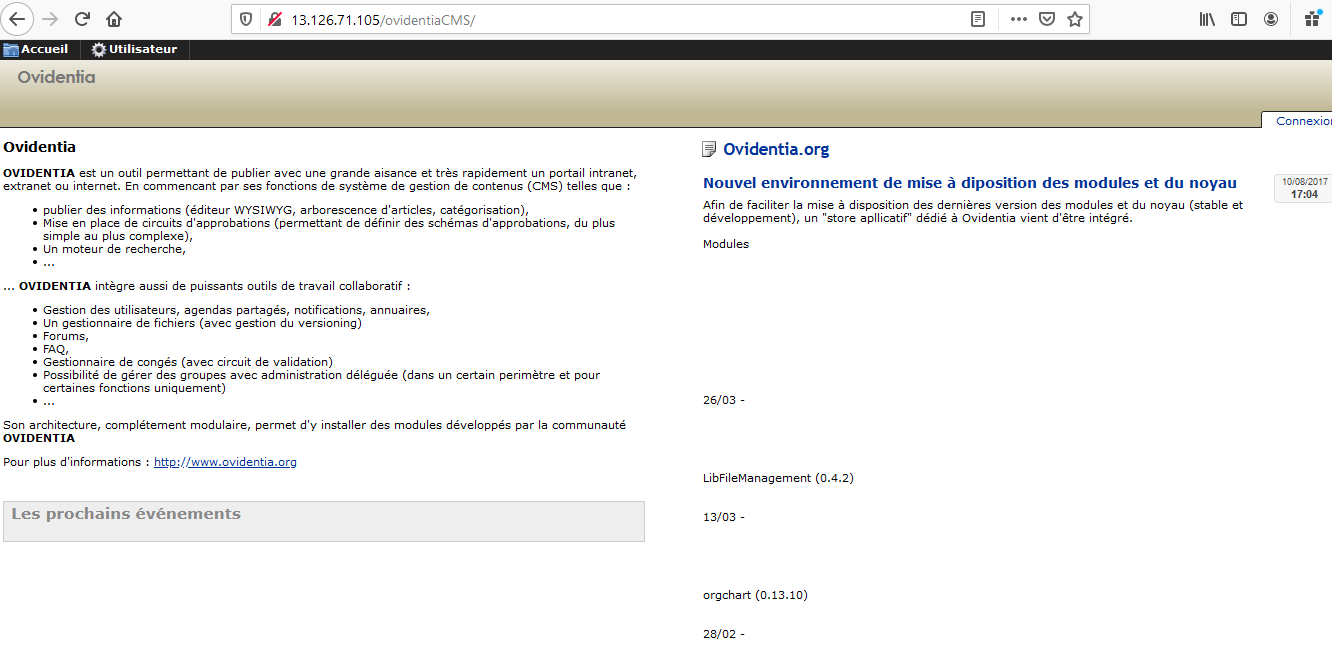 13.126.71.105/ovidentiaCMS/
Accueil
Utilisateur
Ovidentia
Connexion
Ovidentia
OVIDENTIA est un outil permettant de publier avec une grande aisance et très rapidement un portail intranet,
extranet ou internet. En commencant par ses fonctions de système de gestion de contenus (CMS) telles que :
publier des informations (éditeur WYSIWYG, arborescence d'articles, catégorisation),
Mise en place de circuits d'approbations (permettant de définir des schémas d'approbations, du plus
simple au plus complexe),
Un moteur de recherche,
...
... OVIDENTIA intègre aussi de puissants outils de travail collaboratif :
Gestion des utilisateurs, agendas partagés, notifications, annuaires,
Un gestionnaire de fichiers (avec gestion du versioning)
Forums,
FAQ,
Gestionnaire de congés (avec circuit de validation)
Possibilité de gérer des groupes avec administration déléguée (dans un certain perimètre et pour
certaines fonctions uniquement)
...
Son architecture, complétement modulaire, permet d'y installer des modules développés par la communauté
OVIDENTIA
Pour plus d'informations : http://www.ovidentia.org
Les prochains événements
Ovidentia.org
Nouvel environnement de mise à diposition des modules et du noyau
10/08/2017
17:04
Afin de faciliter la mise à disposition des dernières version des modules et du noyau (stable et
développement), un "store apllicatif" dédié à Ovidentia vient d'être intégré.
Modules
26/03 -
LibFileManagement (0.4.2)
13/03 -
orgchart (0.13.10)
28/02 -